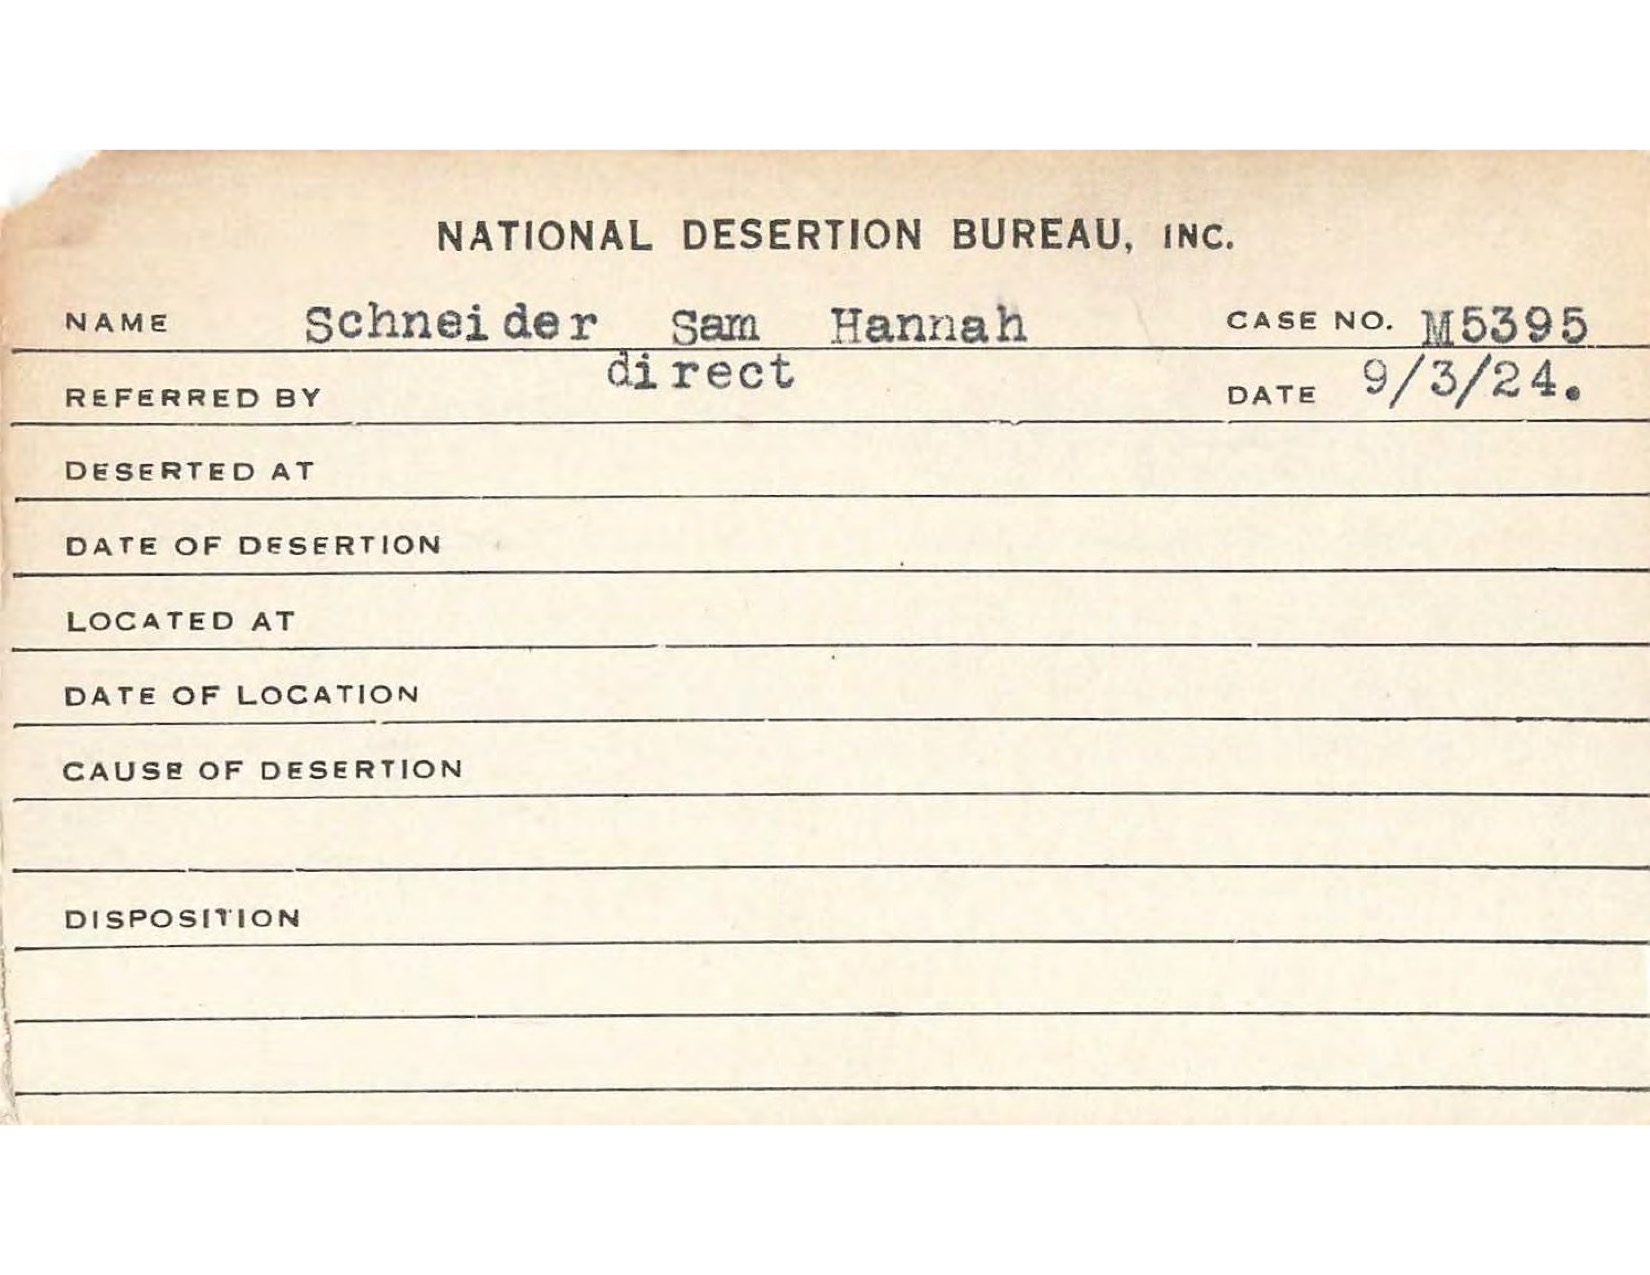 NATIONAL DESERTION BUREAU, INC.
NAME Schneider Sam Hannah CASE NO. M5395
REFERRED BY direct DATE 9/3/24.
DESERTED AT
DATE OF DESERTION
LOCATED AT
DATE OF LOCATION
CAUSE OF DESERTION
DISPOSITION